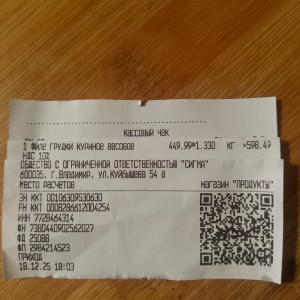 Кассовый чек
1 Филе грудки куриное весовое 449.99*1.330 кг =598.49
НДС 10%
ОБЩЕСТВО С ОГРАНИЧЕННОЙ ОТВЕТСТВЕННОСТЬЮ "СИГМА"
600035, г.Владимир, ул.Куйбышева 54 а
Место расчетов магазин "ПРОДУКТЫ"
ЗН ККТ 00106309530630
РН ККТ 0008286612004254
ИНН 7728464314
ФН 7380440902562027
ФД 25088
ФП 2984214523
ПРИХОД
18.12.25 18:03